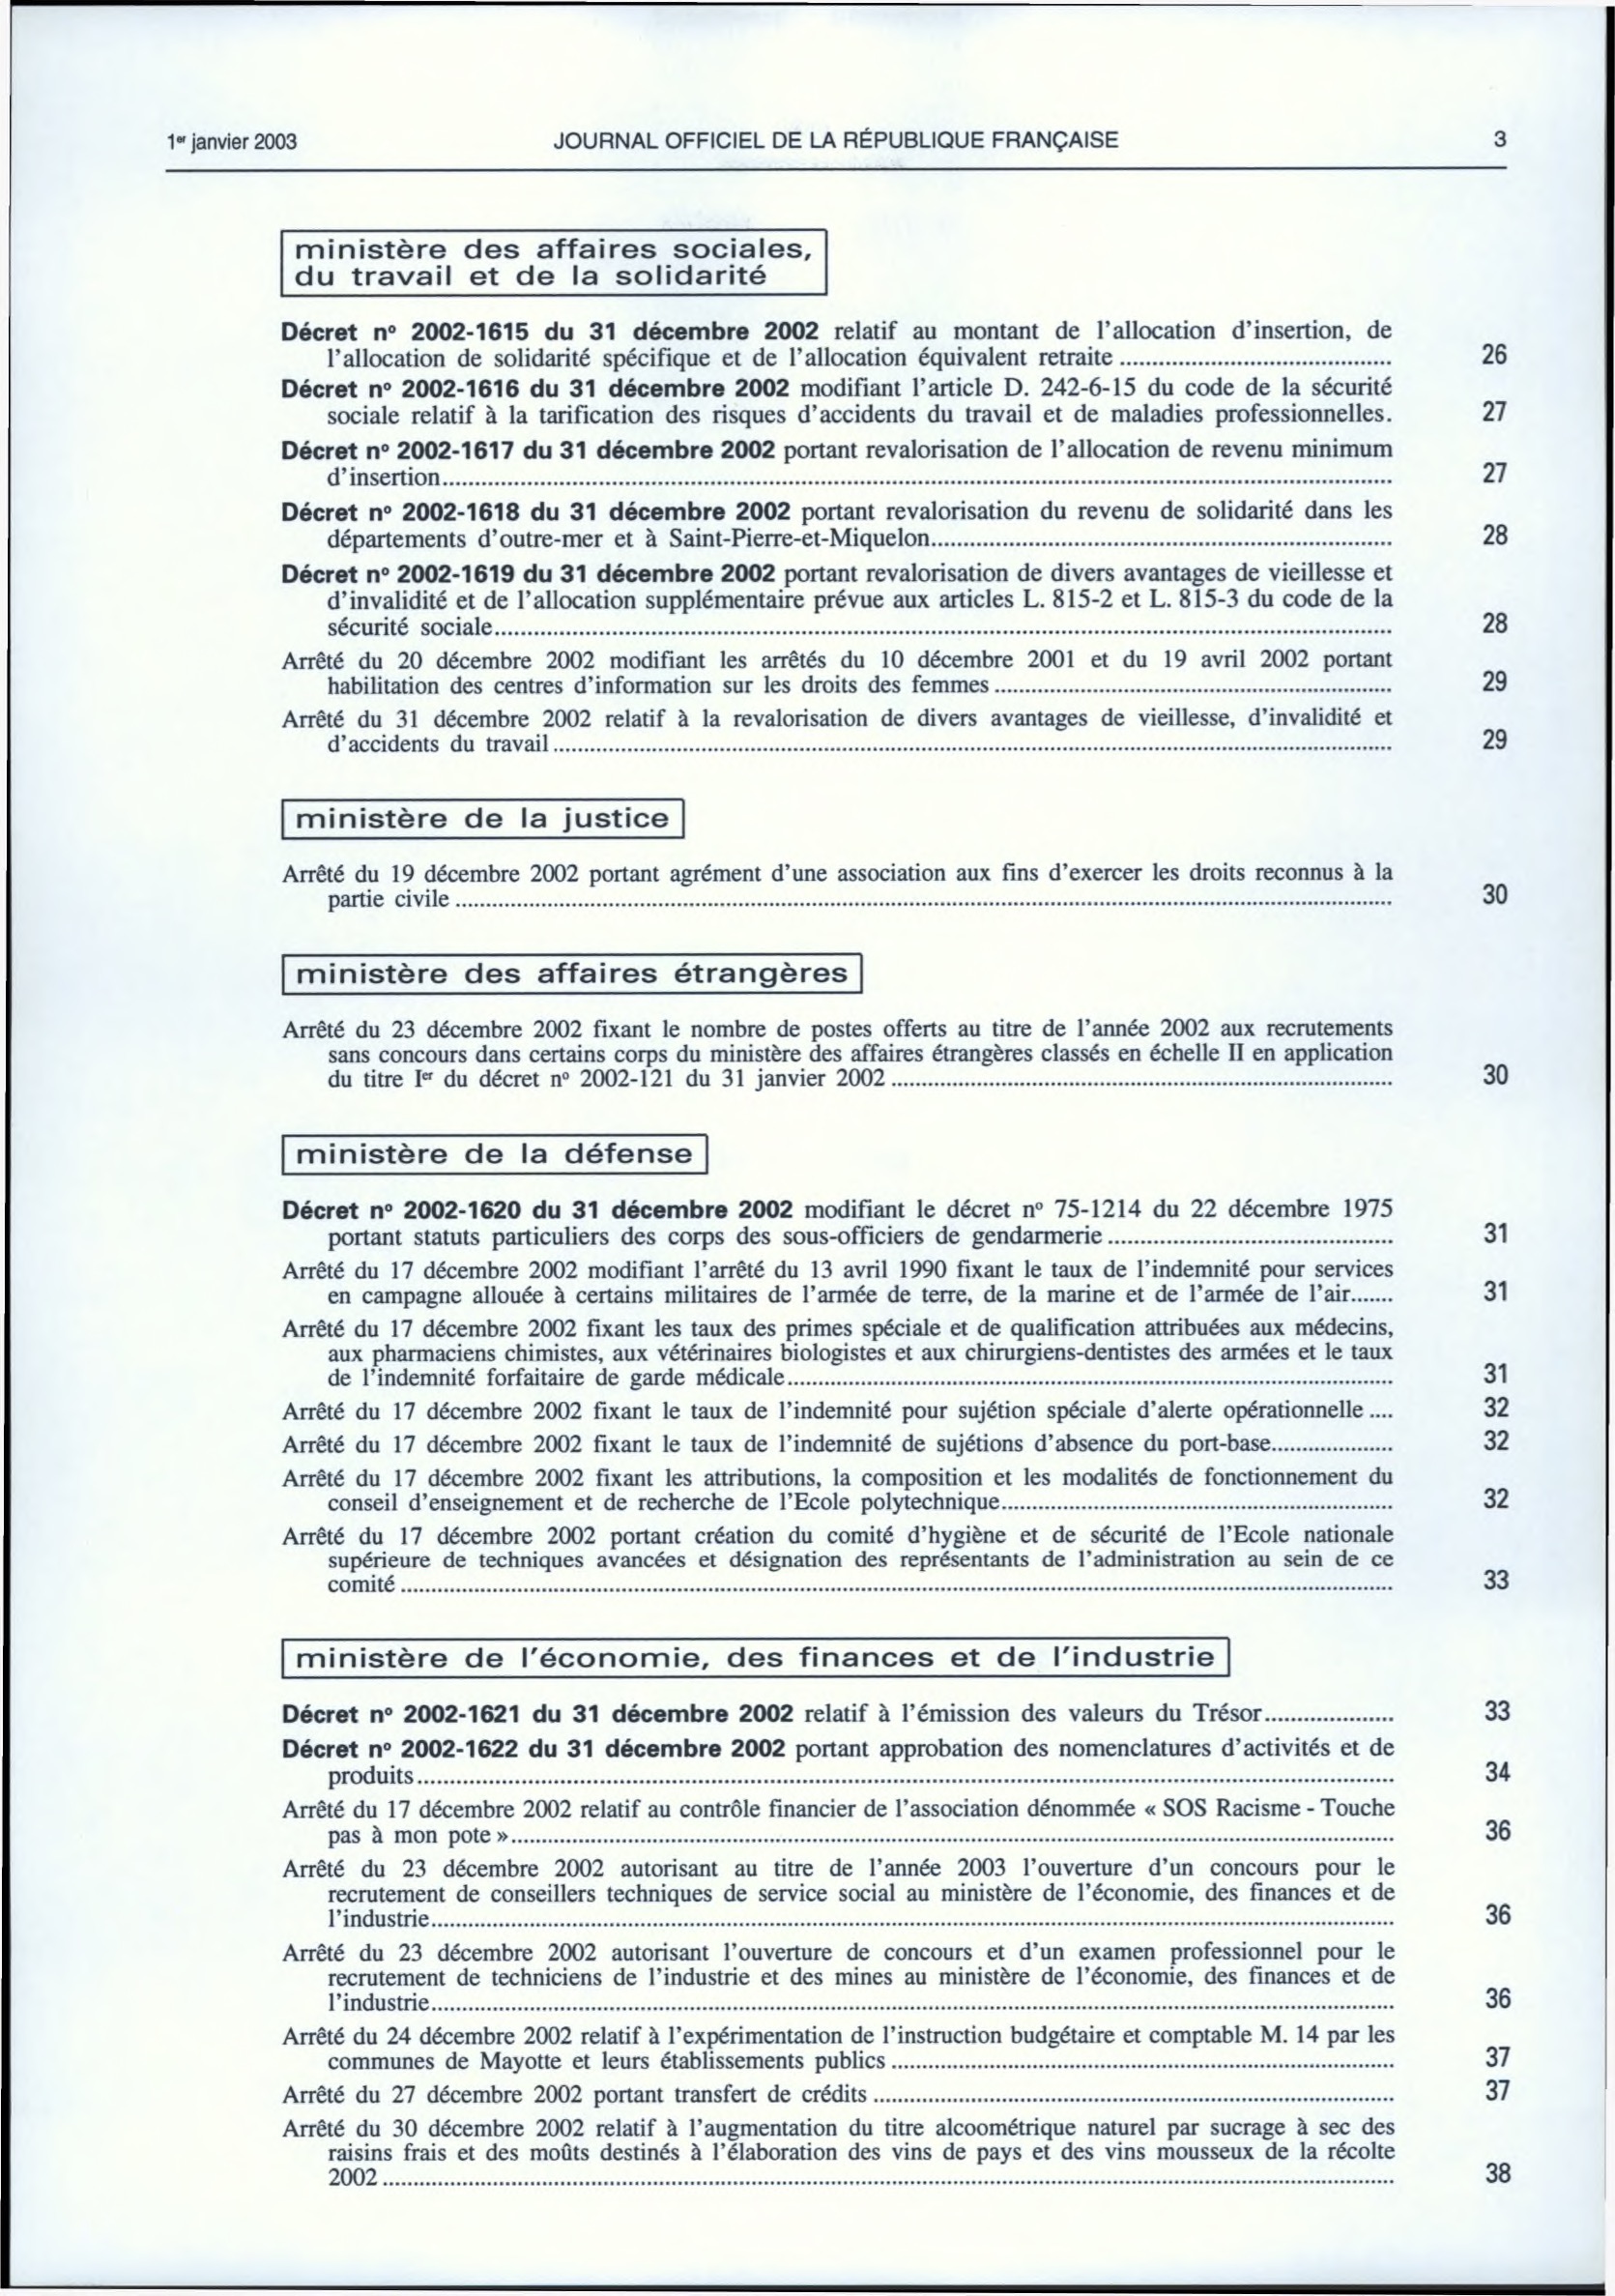 1er janvier 2003 JOURNAL OFFICIEL DE LA RÉPUBLIQUE FRANÇAISE 3
ministère des affaires sociales,
du travail et de la solidarité
Décret nº 2002-1615 du 31 décembre 2002 relatif au montant de l'allocation d'insertion, de
l'allocation de solidarité spécifique et de l'allocation équivalent retraite ........ 26
Décret nº 2002-1616 du 31 décembre 2002 modifiant l'article D. 242-6-15 du code de la sécurité
sociale relatif à la tarification des risques d'accidents du travail et de maladies professionnelles. 27
Décret nº 2002-1617 du 31 décembre 2002 portant revalorisation de l'allocation de revenu minimum
d'insertion........ 27
Décret nº 2002-1618 du 31 décembre 2002 portant revalorisation du revenu de solidarité dans les
départements d'outre-mer et à Saint-Pierre-et-Miquelon........ 28
Décret nº 2002-1619 du 31 décembre 2002 portant revalorisation de divers avantages de vieillesse et
d'invalidité et de l'allocation supplémentaire prévue aux articles L. 815-2 et L. 815-3 du code de la
sécurité sociale........ 28
Arrêté du 20 décembre 2002 modifiant les arrêtés du 10 décembre 2001 et du 19 avril 2002 portant
habilitation des centres d'information sur les droits des femmes ........ 29
Arrêté du 31 décembre 2002 relatif à la revalorisation de divers avantages de vieillesse, d'invalidité et
d'accidents du travail ........ 29
ministère de la justice
Arrêté du 19 décembre 2002 portant agrément d'une association aux fins d'exercer les droits reconnus à la
partie civile ........ 30
ministère des affaires étrangères
Arrêté du 23 décembre 2002 fixant le nombre de postes offerts au titre de l'année 2002 aux recrutements
sans concours dans certains corps du ministère des affaires étrangères classés en échelle II en application
du titre Ier du décret nº 2002-121 du 31 janvier 2002 ........ 30
ministère de la défense
Décret nº 2002-1620 du 31 décembre 2002 modifiant le décret nº 75-1214 du 22 décembre 1975
portant statuts particuliers des corps des sous-officiers de gendarmerie ........ 31
Arrêté du 17 décembre 2002 modifiant l'arrêté du 13 avril 1990 fixant le taux de l'indemnité pour services
en campagne allouée à certains militaires de l'armée de terre, de la marine et de l'armée de l'air....... 31
Arrêté du 17 décembre 2002 fixant les taux des primes spéciale et de qualification attribuées aux médecins,
aux pharmaciens chimistes, aux vétérinaires biologistes et aux chirurgiens-dentistes des armées et le taux
de l'indemnité forfaitaire de garde médicale........ 31
Arrêté du 17 décembre 2002 fixant le taux de l'indemnité pour sujétion spéciale d'alerte opérationnelle .... 32
Arrêté du 17 décembre 2002 fixant le taux de l'indemnité de sujétions d'absence du port-base........ 32
Arrêté du 17 décembre 2002 fixant les attributions, la composition et les modalités de fonctionnement du
conseil d'enseignement et de recherche de l'Ecole polytechnique........ 32
Arrêté du 17 décembre 2002 portant création du comité d'hygiène et de sécurité de l'Ecole nationale
supérieure de techniques avancées et désignation des représentants de l'administration au sein de ce
comité ........ 33
ministère de l'économie, des finances et de l'industrie
Décret nº 2002-1621 du 31 décembre 2002 relatif à l'émission des valeurs du Trésor........ 33
Décret nº 2002-1622 du 31 décembre 2002 portant approbation des nomenclatures d'activités et de
produits ........ 34
Arrêté du 17 décembre 2002 relatif au contrôle financier de l'association dénommée « SOS Racisme - Touche
pas à mon pote »........ 36
Arrêté du 23 décembre 2002 autorisant au titre de l'année 2003 l'ouverture d'un concours pour le
recrutement de conseillers techniques de service social au ministère de l'économie, des finances et de
l'industrie........ 36
Arrêté du 23 décembre 2002 autorisant l'ouverture de concours et d'un examen professionnel pour le
recrutement de techniciens de l'industrie et des mines au ministère de l'économie, des finances et de
l'industrie........ 36
Arrêté du 24 décembre 2002 relatif à l'expérimentation de l'instruction budgétaire et comptable M. 14 par les
communes de Mayotte et leurs établissements publics ........ 37
Arrêté du 27 décembre 2002 portant transfert de crédits ........ 37
Arrêté du 30 décembre 2002 relatif à l'augmentation du titre alcoométrique naturel par sucrage à sec des
raisins frais et des moûts destinés à l'élaboration des vins de pays et des vins mousseux de la récolte
2002 ........ 38